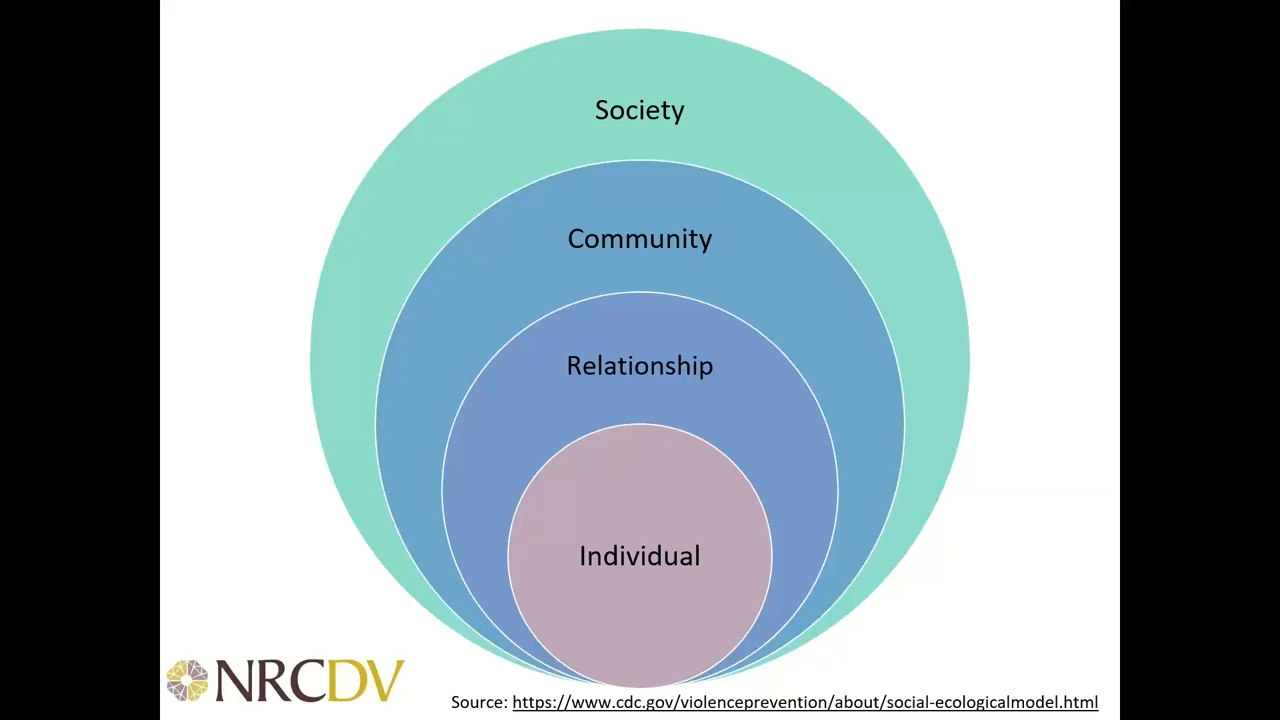 Society
Community
Relationship
Individual
NRCDV
Source: https://www.cdc.gov/violenceprevention/about/social-ecologicalmodel.html